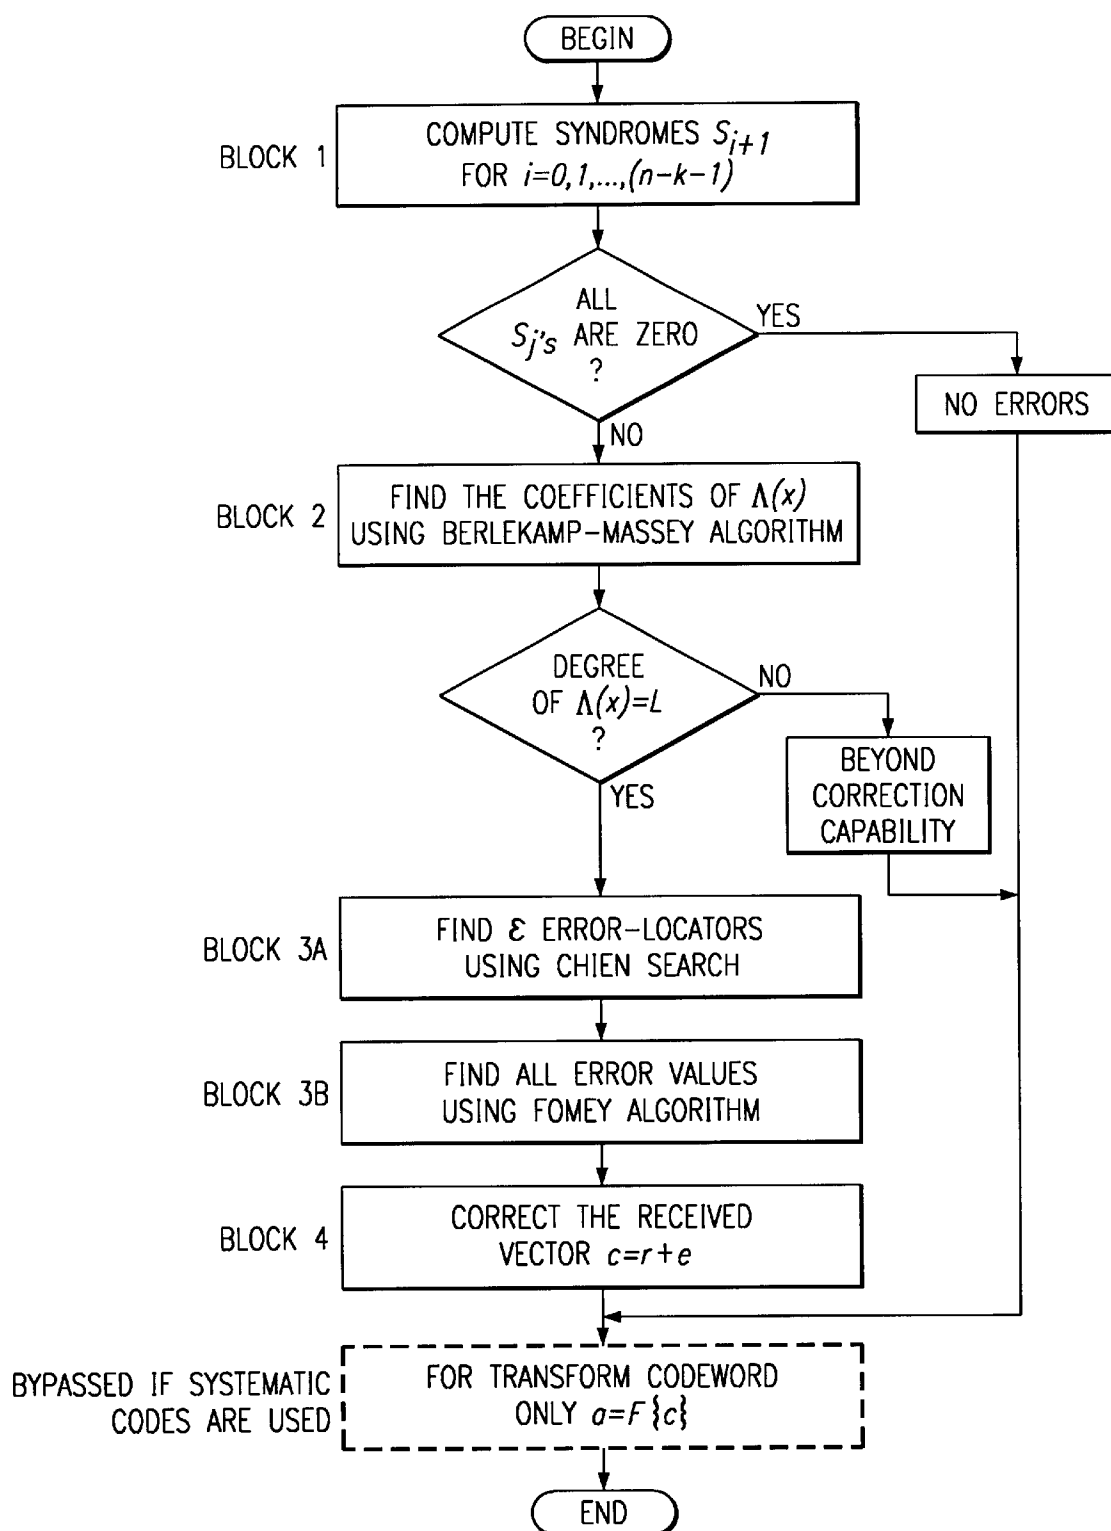 BEGIN
BLOCK 1
COMPUTE SYNDROMES S_{i+1}
FOR i=0,1,...,(n-k-1)
ALL
S_j's ARE ZERO
?
YES
NO ERRORS
NO
BLOCK 2
FIND THE COEFFICIENTS OF Λ(x)
USING BERLEKAMP-MASSEY ALGORITHM
DEGREE
OF Λ(x)=L
?
NO
BEYOND
CORRECTION
CAPABILITY
YES
BLOCK 3A
FIND ε ERROR-LOCATORS
USING CHIEN SEARCH
BLOCK 3B
FIND ALL ERROR VALUES
USING FOMEY ALGORITHM
BLOCK 4
CORRECT THE RECEIVED
VECTOR c=r+e
BYPASSED IF SYSTEMATIC
CODES ARE USED
FOR TRANSFORM CODEWORD
ONLY a=F{c}
END